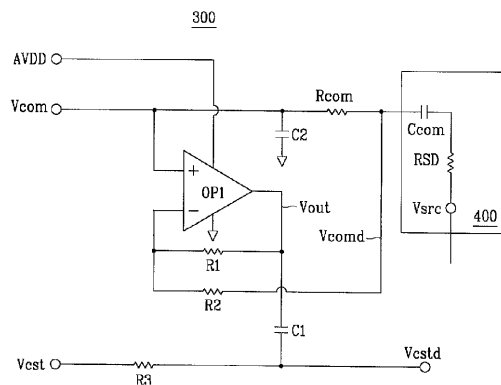 300
AVDD
Vcom
Rcom
C2
Ccom
RSD
+
OP1
−
Vout
Vsrc
400
Vcomd
R1
R2
C1
Vcst
R3
Vcstd